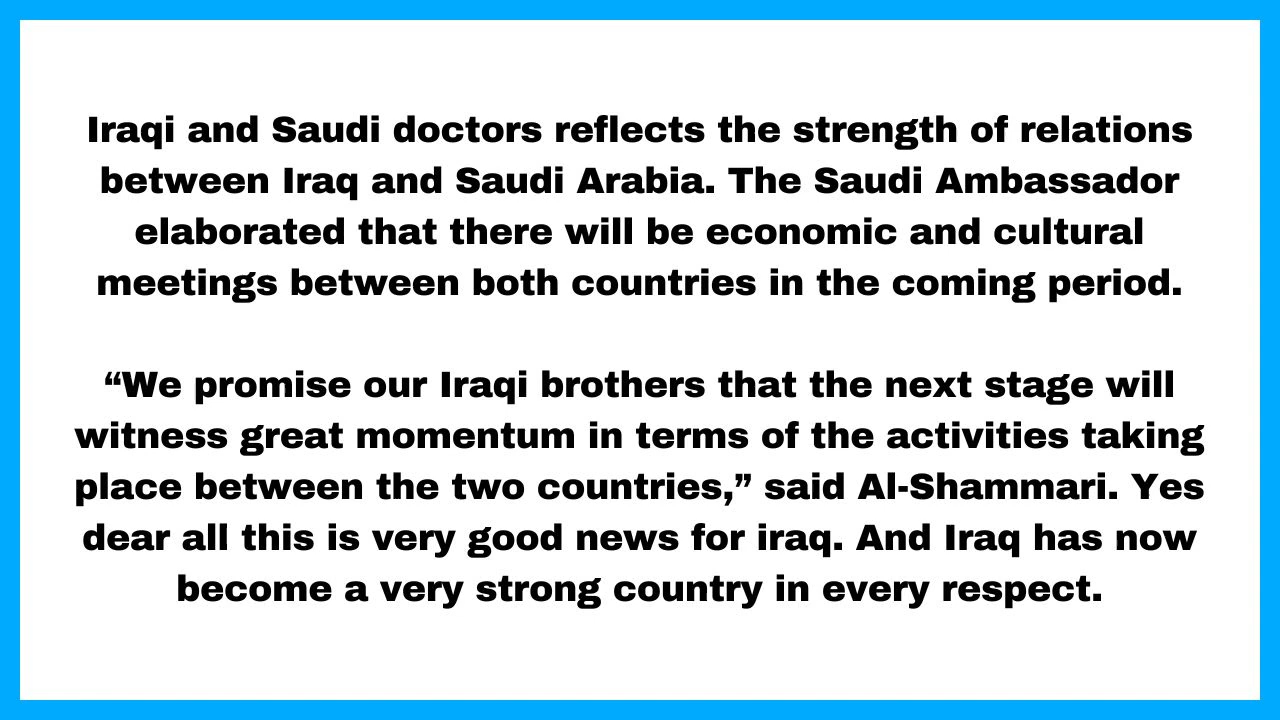 Iraqi and Saudi doctors reflects the strength of relations
between Iraq and Saudi Arabia. The Saudi Ambassador
elaborated that there will be economic and cultural
meetings between both countries in the coming period.
“We promise our Iraqi brothers that the next stage will
witness great momentum in terms of the activities taking
place between the two countries,” said Al-Shammari. Yes
dear all this is very good news for iraq. And Iraq has now
become a very strong country in every respect.